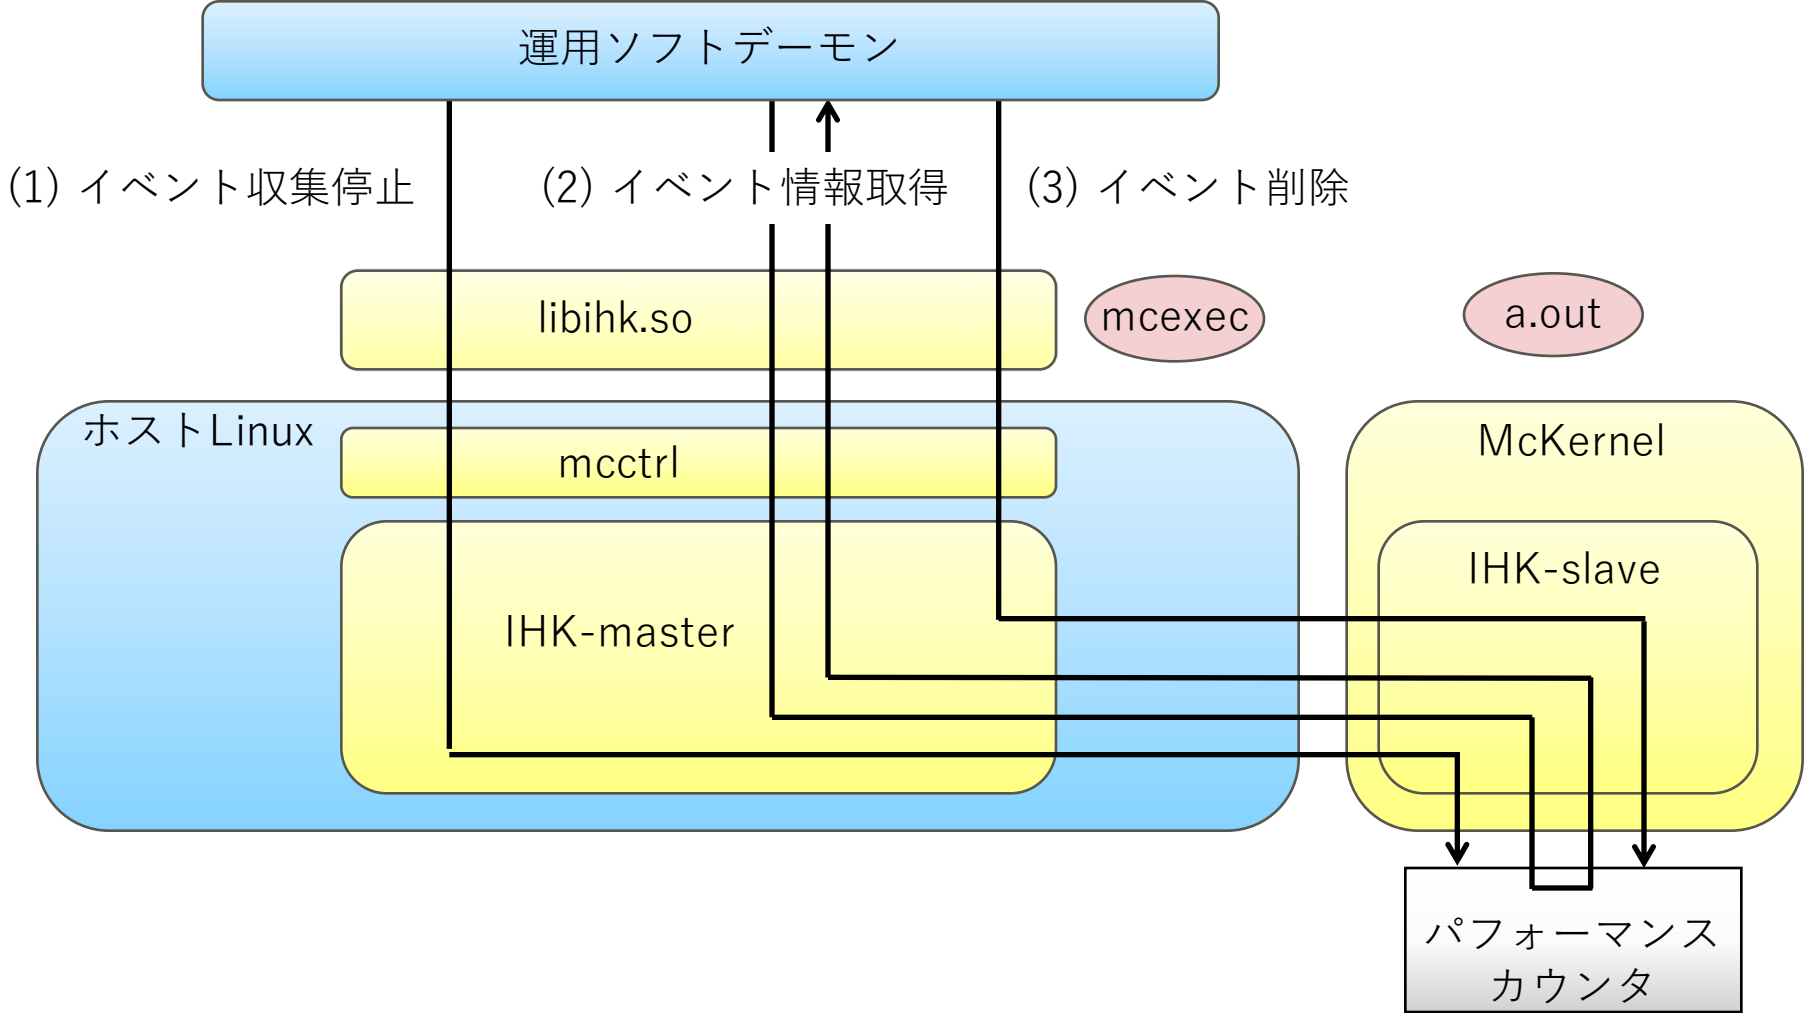 運用ソフトデーモン
(1) イベント収集停止
(2) イベント情報取得
(3) イベント削除
libihk.so
mcexec
a.out
ホストLinux
mcctrl
McKernel
IHK-master
IHK-slave
パフォーマンス
カウンタ